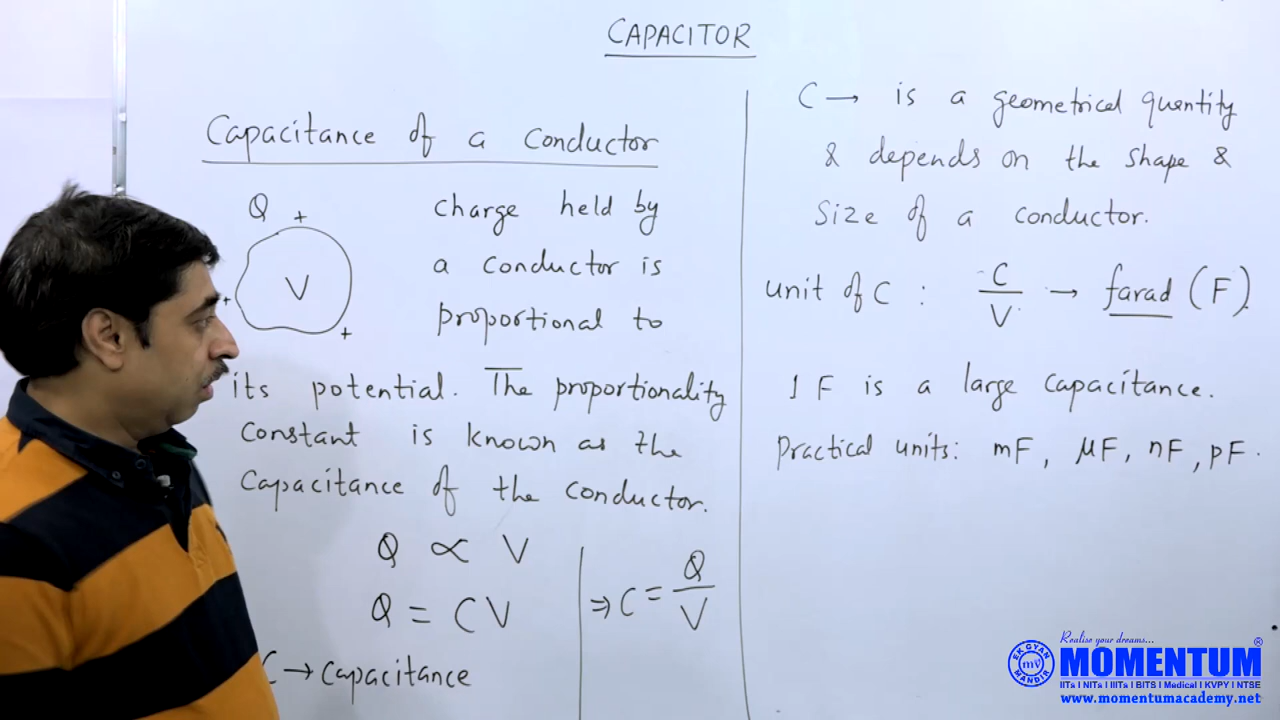 CAPACITOR
Capacitance of a conductor
Q +
V
+
+
charge held by
a conductor is
proportional to
its potential. The proportionality
constant is known as the
capacitance of the conductor.
Q ∝ V
Q = CV
⇒ C = Q/V
C → capacitance
C → is a geometrical quantity
& depends on the shape &
size of a conductor.
unit of C : C/V → farad (F).
1 F is a large capacitance.
Practical units: mF, μF, nF, pF.
Realise your dreams...
EK GYAN MANDIR
MOMENTUM ®
IITs I NITs I IIITs I BITS I Medical I KVPY I NTSE
www.momentumacademy.net